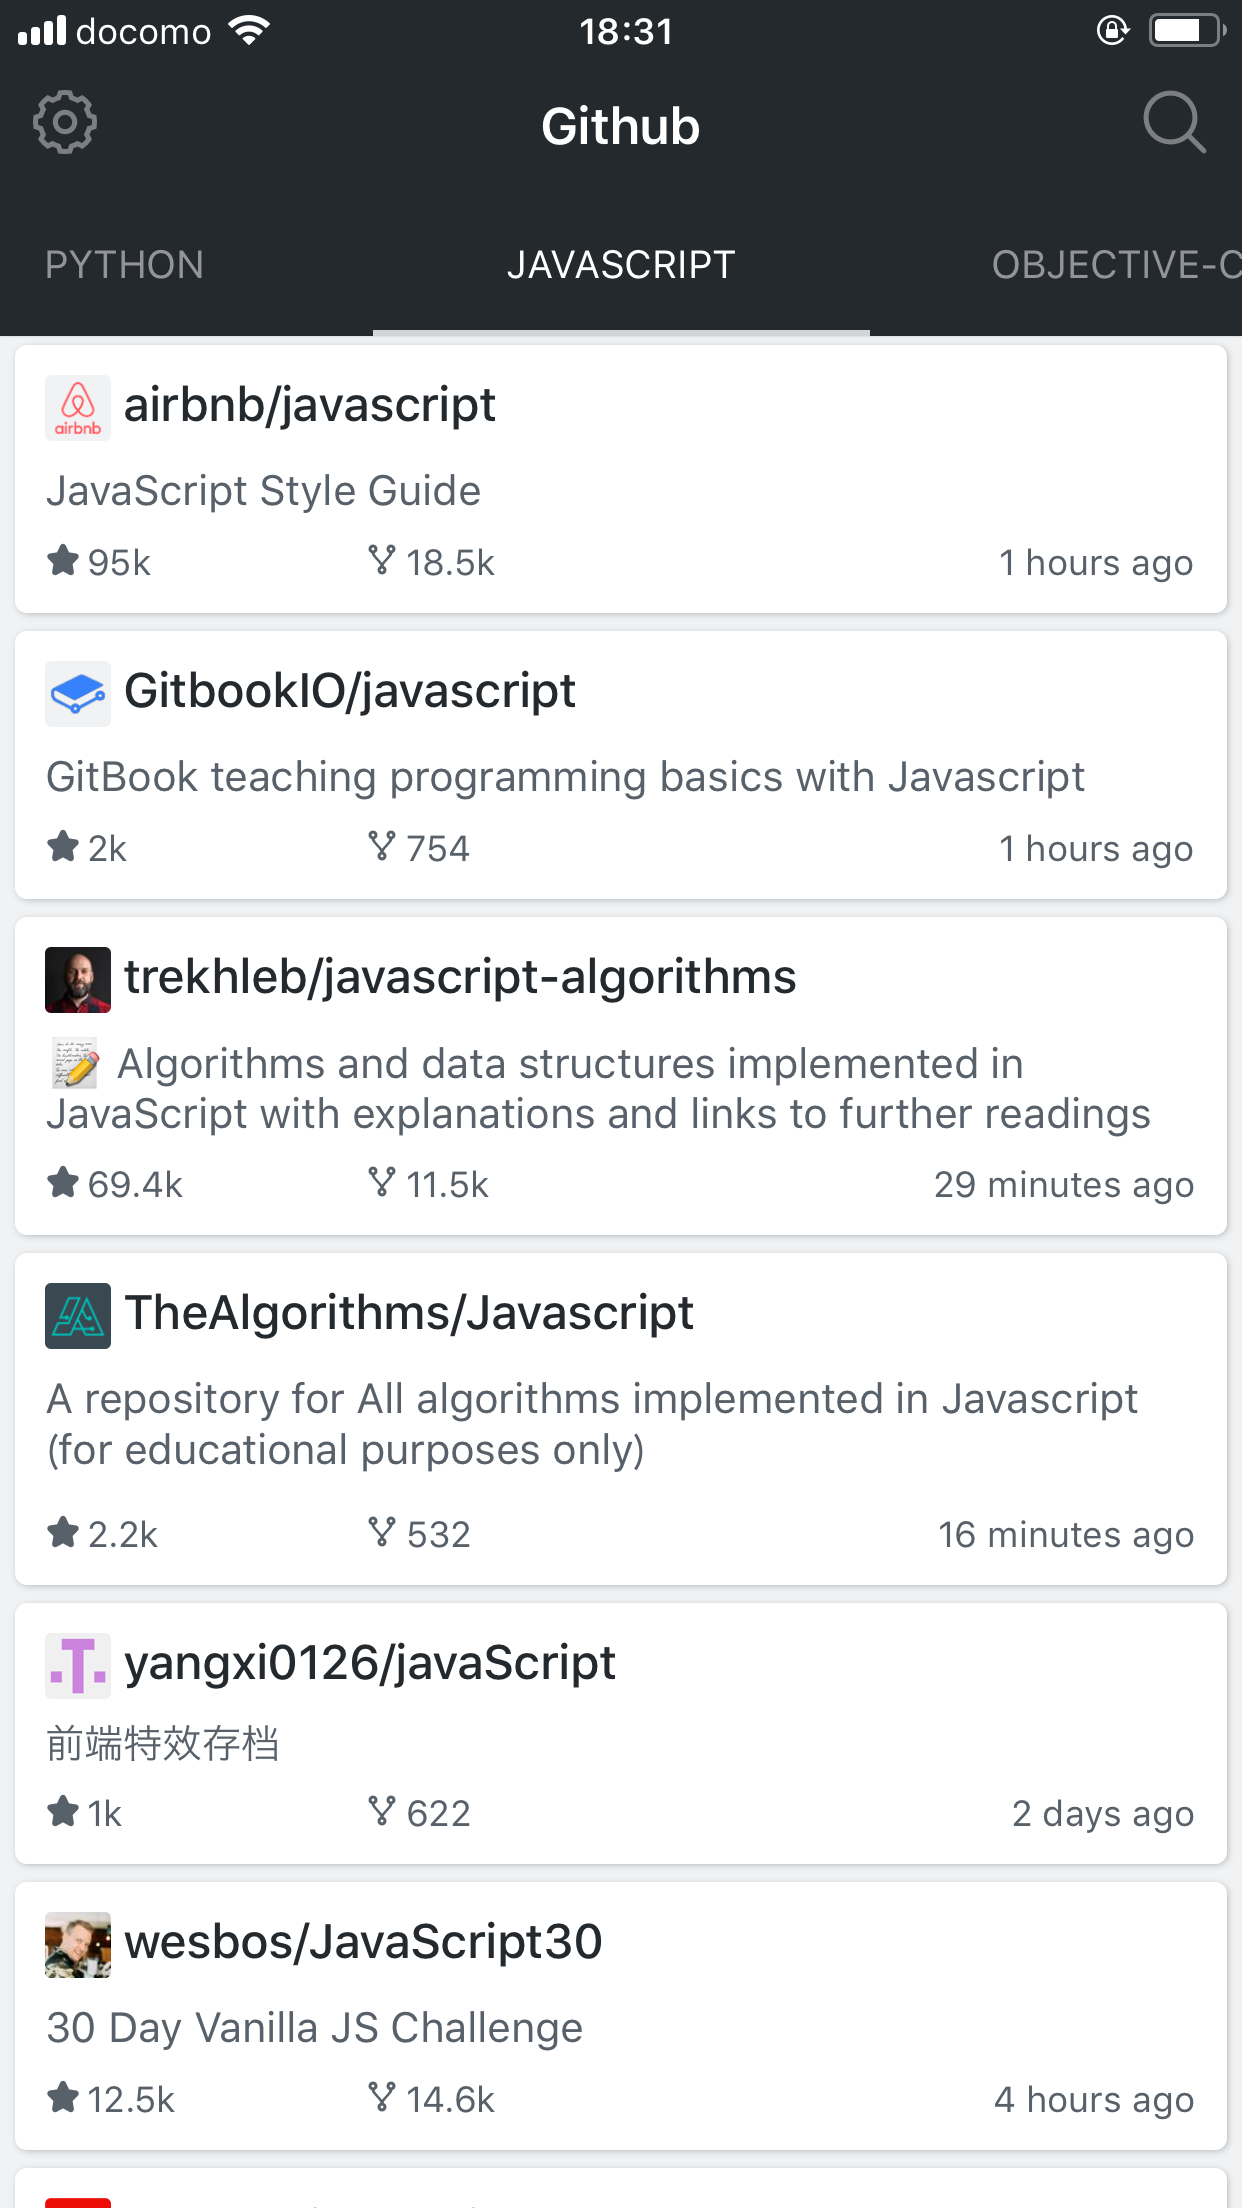 docomo 18:31
Github
PYTHON JAVASCRIPT OBJECTIVE-C
airbnb
airbnb/javascript
JavaScript Style Guide
95k 18.5k 1 hours ago
GitbookIO/javascript
GitBook teaching programming basics with Javascript
2k 754 1 hours ago
trekhleb/javascript-algorithms
📝 Algorithms and data structures implemented in
JavaScript with explanations and links to further readings
69.4k 11.5k 29 minutes ago
TheAlgorithms/Javascript
A repository for All algorithms implemented in Javascript
(for educational purposes only)
2.2k 532 16 minutes ago
yangxi0126/javaScript
前端特效存档
1k 622 2 days ago
wesbos/JavaScript30
30 Day Vanilla JS Challenge
12.5k 14.6k 4 hours ago